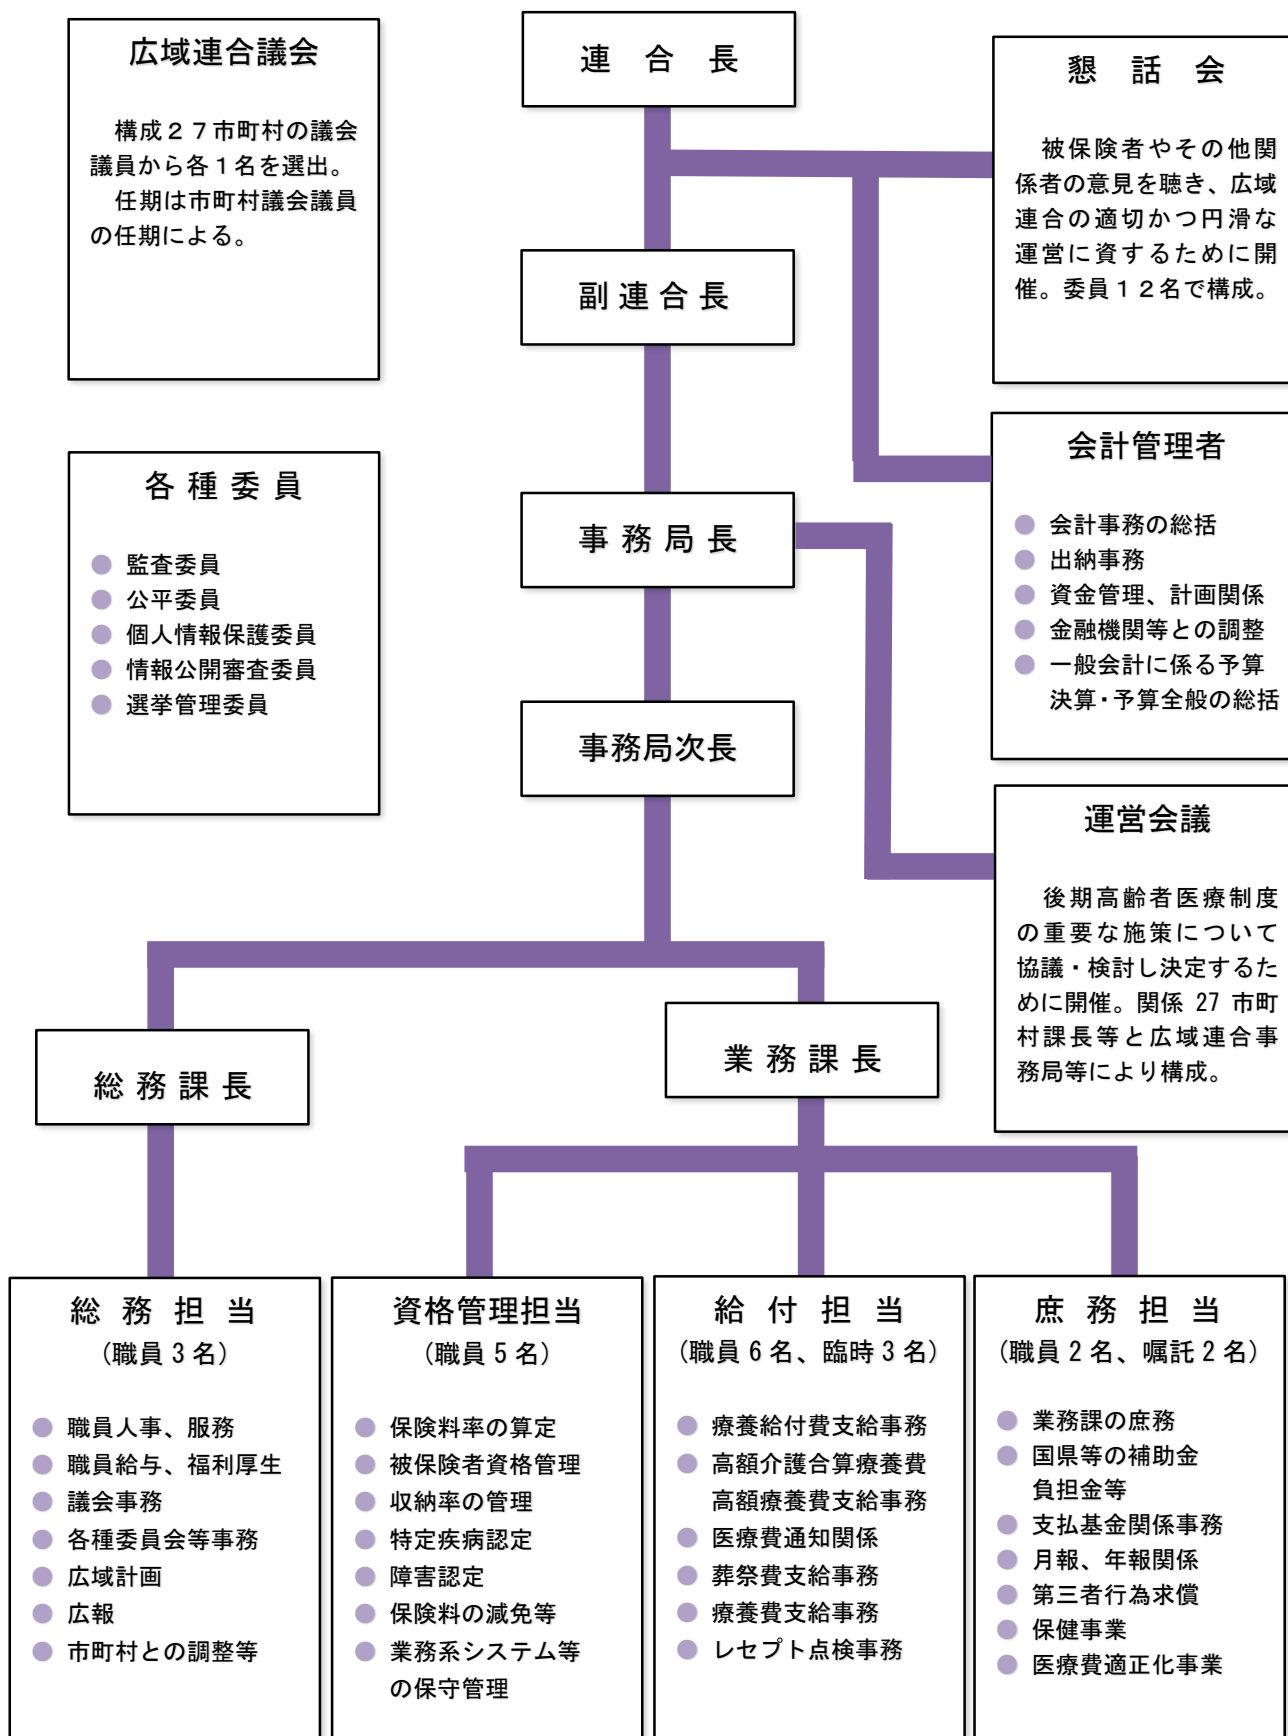 広域連合議会
構成２７市町村の議会
議員から各１名を選出。
任期は市町村議会議員
の任期による。
連　合　長
懇　話　会
被保険者やその他関
係者の意見を聴き、広域
連合の適切かつ円滑な
運営に資するために開
催。委員１２名で構成。
副連合長
各種委員
● 監査委員
● 公平委員
● 個人情報保護委員
● 情報公開審査委員
● 選挙管理委員
事務局長
会計管理者
● 会計事務の総括
● 出納事務
● 資金管理、計画関係
● 金融機関等との調整
● 一般会計に係る予算
決算・予算全般の総括
事務局次長
運営会議
後期高齢者医療制度
の重要な施策について
協議・検討し決定するた
めに開催。関係 27 市町
村課長等と広域連合事
務局等により構成。
総務課長
業務課長
総　務　担　当
（職員 3 名）
● 職員人事、服務
● 職員給与、福利厚生
● 議会事務
● 各種委員会等事務
● 広域計画
● 広報
● 市町村との調整等
資格管理担当
（職員 5 名）
● 保険料率の算定
● 被保険者資格管理
● 収納率の管理
● 特定疾病認定
● 障害認定
● 保険料の減免等
● 業務系システム等
の保守管理
給　付　担　当
（職員 6 名、臨時 3 名）
● 療養給付費支給事務
● 高額介護合算療養費
高額療養費支給事務
● 医療費通知関係
● 葬祭費支給事務
● 療養費支給事務
● レセプト点検事務
庶　務　担　当
（職員 2 名、嘱託 2 名）
● 業務課の庶務
● 国県等の補助金
負担金等
● 支払基金関係事務
● 月報、年報関係
● 第三者行為求償
● 保健事業
● 医療費適正化事業